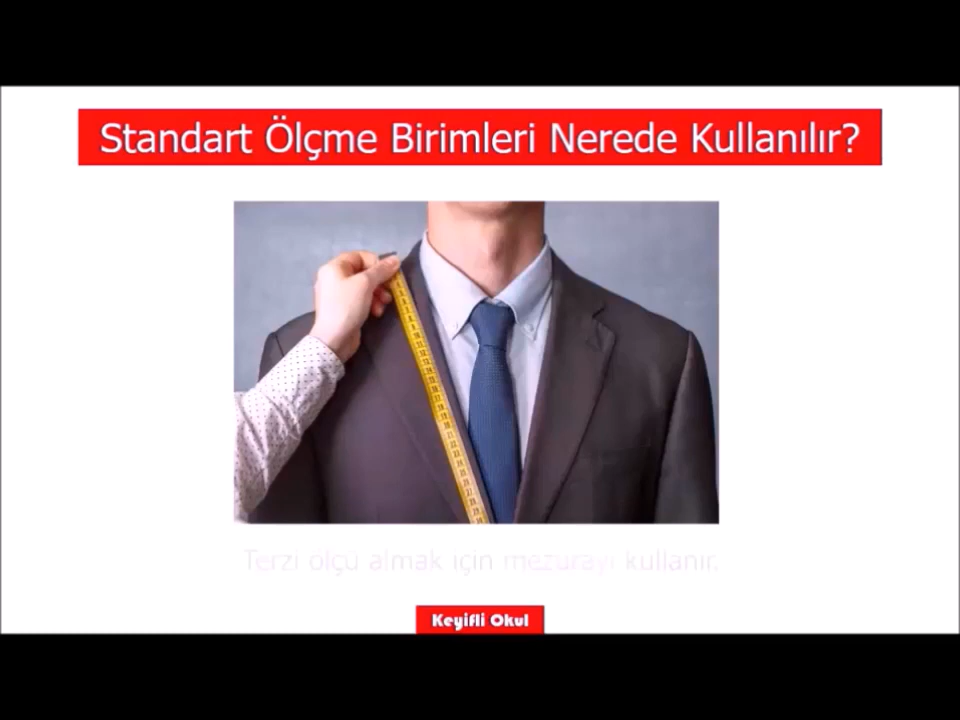 Standart Ölçme Birimleri Nerede Kullanılır?
Terzi ölçü almak için mezurayı kullanır.
Keyifli Okul